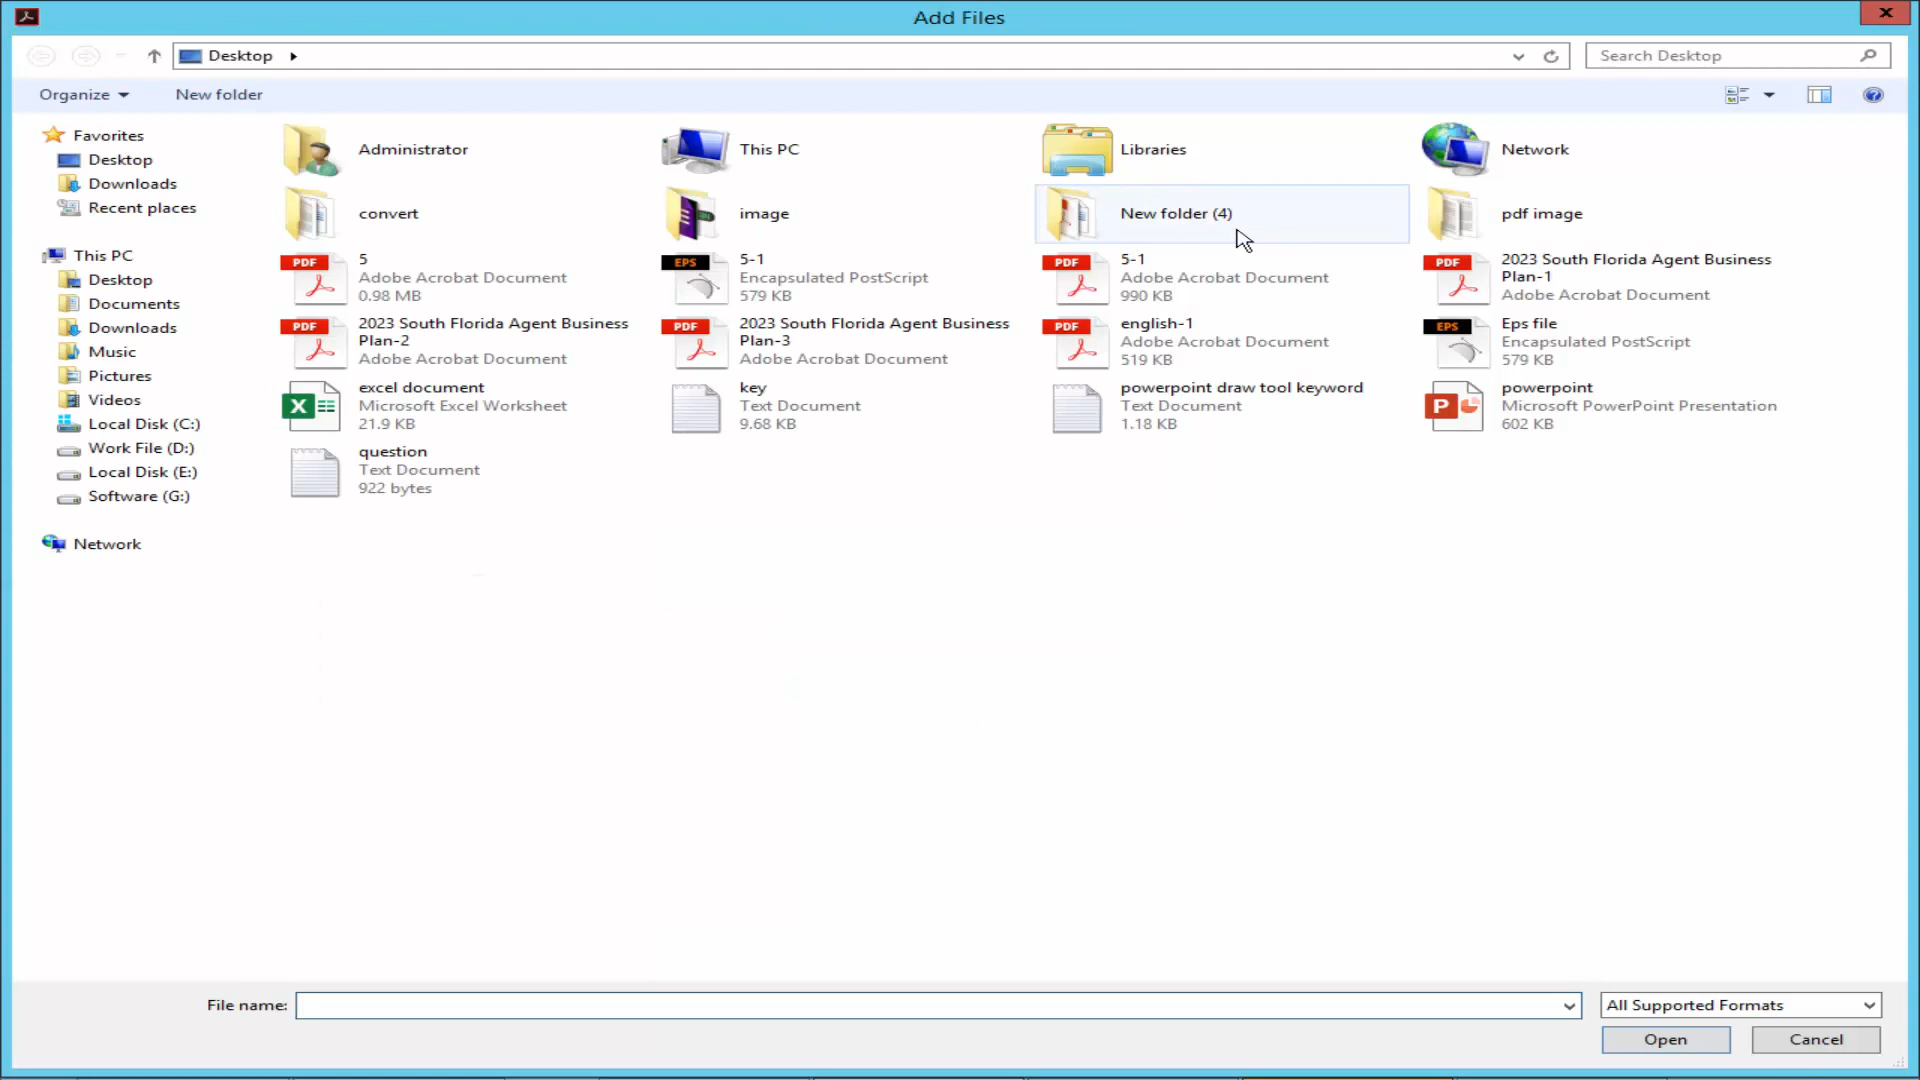 Add Files
Desktop
Search Desktop
Organize
New folder
Favorites
Desktop
Downloads
Recent places
This PC
Desktop
Documents
Downloads
Music
Pictures
Videos
Local Disk (C:)
Work File (D:)
Local Disk (E:)
Software (G:)
Network
Administrator
This PC
Libraries
Network
convert
image
New folder (4)
pdf image
PDF
5
Adobe Acrobat Document
0.98 MB
EPS
5-1
Encapsulated PostScript
579 KB
PDF
5-1
Adobe Acrobat Document
990 KB
PDF
2023 South Florida Agent Business
Plan-1
Adobe Acrobat Document
PDF
2023 South Florida Agent Business
Plan-2
Adobe Acrobat Document
PDF
2023 South Florida Agent Business
Plan-3
Adobe Acrobat Document
PDF
english-1
Adobe Acrobat Document
519 KB
EPS
Eps file
Encapsulated PostScript
579 KB
X
excel document
Microsoft Excel Worksheet
21.9 KB
key
Text Document
9.68 KB
powerpoint draw tool keyword
Text Document
1.18 KB
P
powerpoint
Microsoft PowerPoint Presentation
602 KB
question
Text Document
922 bytes
File name:
All Supported Formats
Open
Cancel